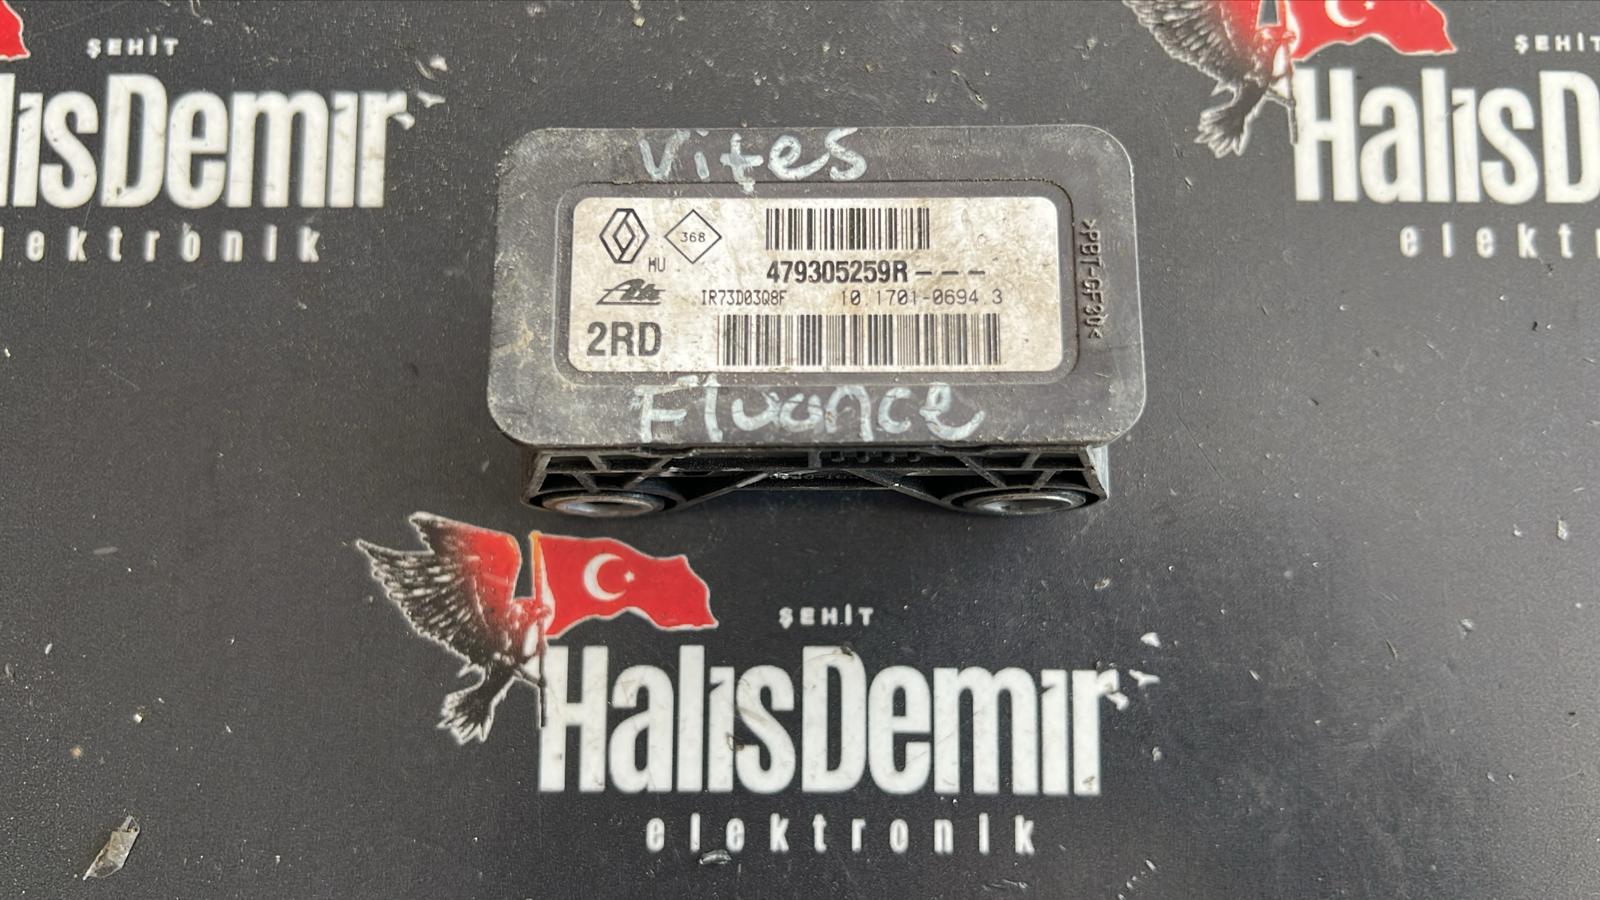 ŞEHİT
HalisDemir
elektronik
ŞEHİT
HalisD
elekt
Vites
368
MU
479305259R---
Ate
IR73D03Q8F 10.1701-0694.3
2RD
>PBT-GF30<
Fluance
ŞEHİT
HalisDemir
elektronik